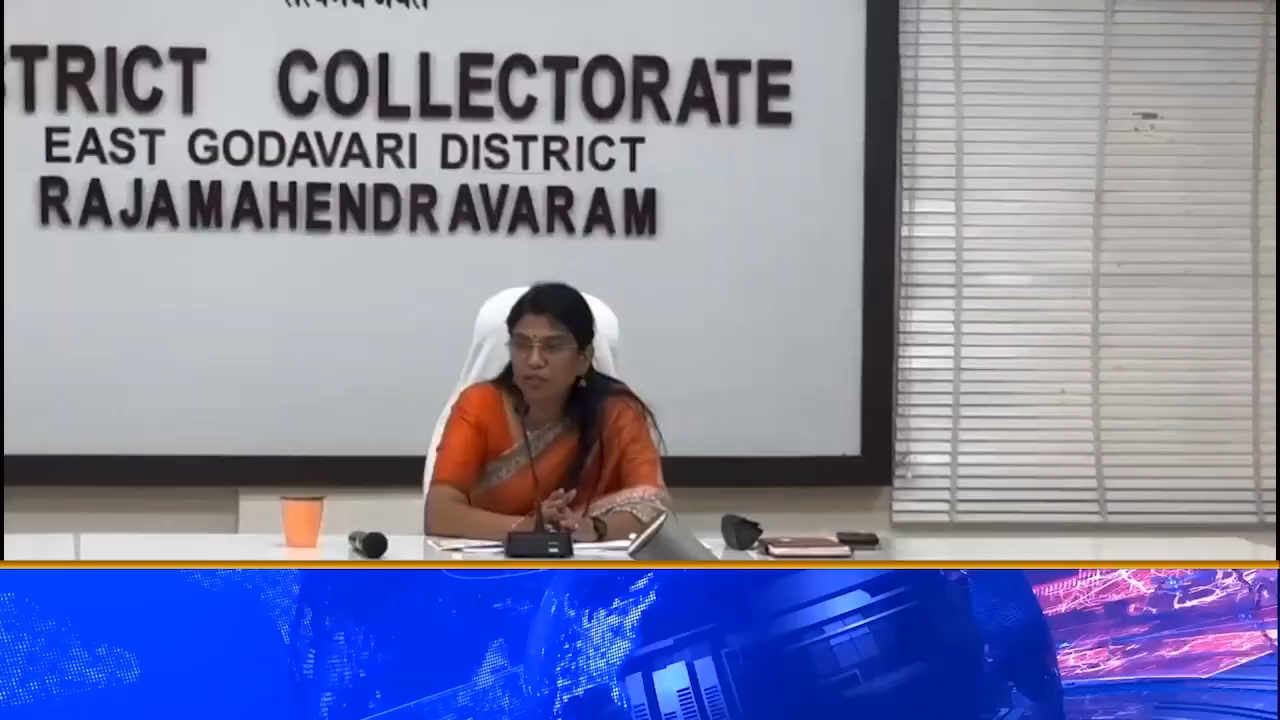 STRICT COLLECTORATE
EAST GODAVARI DISTRICT
RAJAMAHENDRAVARAM